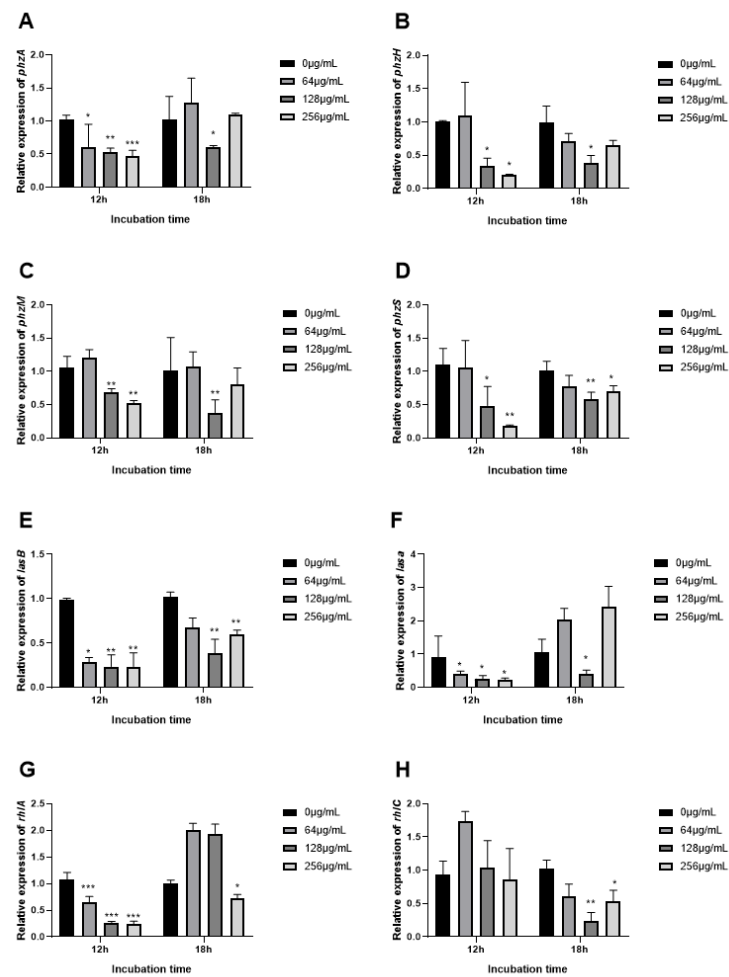 A
Relative expression of phzA
2.0
1.5
1.0
0.5
0.0
*
**
***
*
12h
18h
Incubation time
0µg/mL
64µg/mL
128µg/mL
256µg/mL
B
Relative expression of phzH
2.0
1.5
1.0
0.5
0.0
*
*
*
12h
18h
Incubation time
0µg/mL
64µg/mL
128µg/mL
256µg/mL
C
Relative expression of phzM
2.0
1.5
1.0
0.5
0.0
**
**
**
12h
18h
Incubation time
0µg/mL
64µg/mL
128µg/mL
256µg/mL
D
Relative expression of phzS
2.0
1.5
1.0
0.5
0.0
*
**
**
*
12h
18h
Incubation time
0µg/mL
64µg/mL
128µg/mL
256µg/mL
E
Relative expression of lasB
1.5
1.0
0.5
0.0
*
**
**
**
**
12h
18h
Incubation time
0µg/mL
64µg/mL
128µg/mL
256µg/mL
F
Relative expression of lasa
4
3
2
1
0
*
*
*
*
12h
18h
Incubation time
0µg/mL
64µg/mL
128µg/mL
256µg/mL
G
Relative expression of rhlA
2.5
2.0
1.5
1.0
0.5
0.0
***
***
***
*
12h
18h
Incubation time
0µg/mL
64µg/mL
128µg/mL
256µg/mL
H
Relative expression of rhlC
2.0
1.5
1.0
0.5
0.0
**
*
12h
18h
Incubation time
0µg/mL
64µg/mL
128µg/mL
256µg/mL